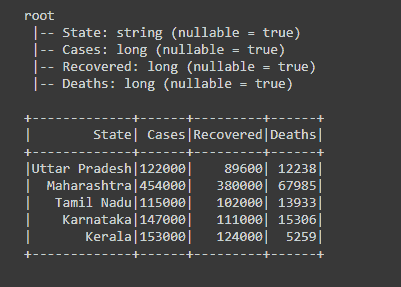 root
 |-- State: string (nullable = true)
 |-- Cases: long (nullable = true)
 |-- Recovered: long (nullable = true)
 |-- Deaths: long (nullable = true)

+-------------+------+---------+------+
|        State| Cases|Recovered|Deaths|
+-------------+------+---------+------+
|Uttar Pradesh|122000|    89600| 12238|
|  Maharashtra|454000|   380000| 67985|
|   Tamil Nadu|115000|   102000| 13933|
|    Karnataka|147000|   111000| 15306|
|       Kerala|153000|   124000|  5259|
+-------------+------+---------+------+